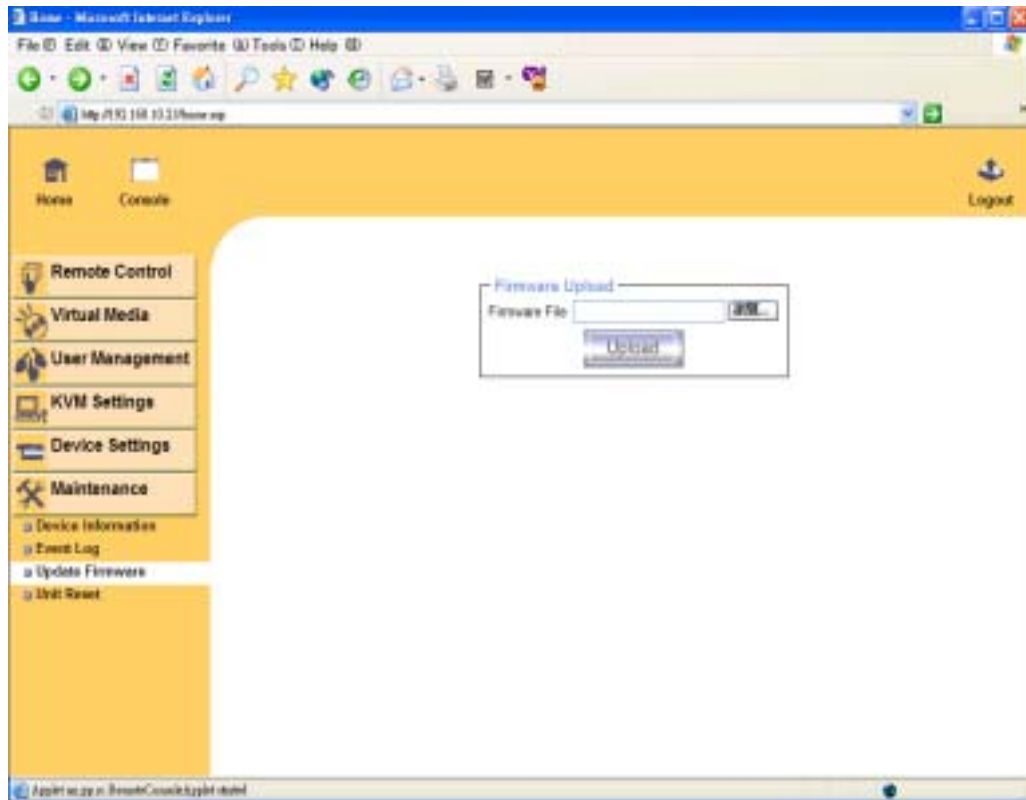 Home - Microsoft Internet Explorer
File Edit View Favorite Tools Help
Home
Console
Logout
Remote Control
Virtual Media
User Management
KVM Settings
Device Settings
Maintenance
Device Information
Event Log
Update Firmware
Unit Reset
Firmware Upload
Firmware File
Upload